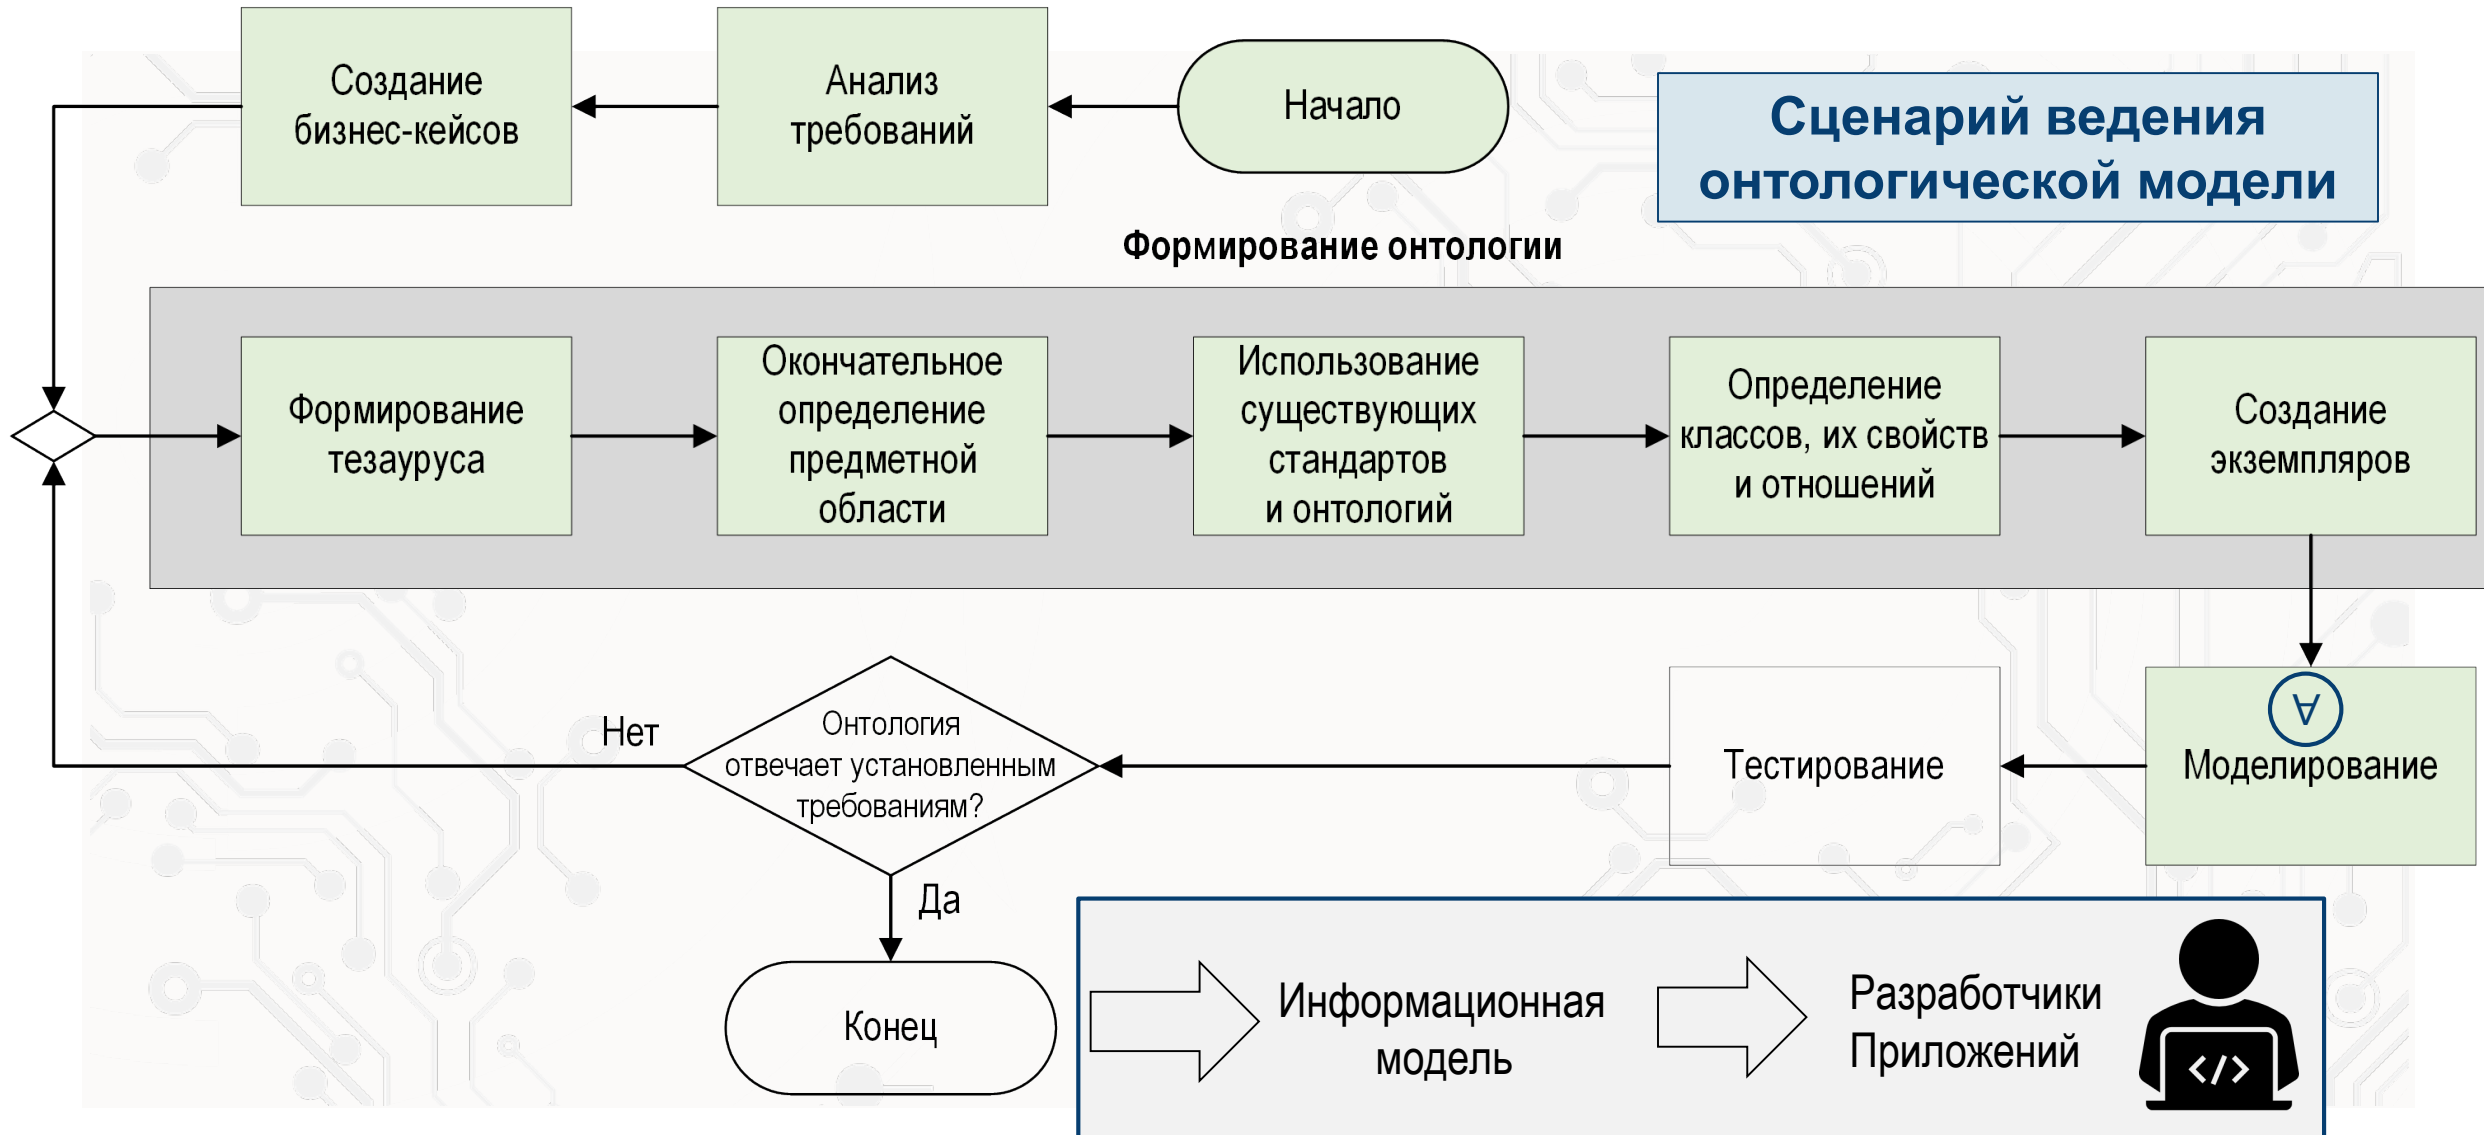 Создание
бизнес-кейсов
Анализ
требований
Начало
Сценарий ведения
онтологической модели
Формирование онтологии
Формирование
тезауруса
Окончательное
определение
предметной
области
Использование
существующих
стандартов
и онтологий
Определение
классов, их свойств
и отношений
Создание
экземпляров
Нет
Онтология
отвечает установленным
требованиям?
Тестирование
∀
Моделирование
Да
Конец
Информационная
модель
Разработчики
Приложений
</>